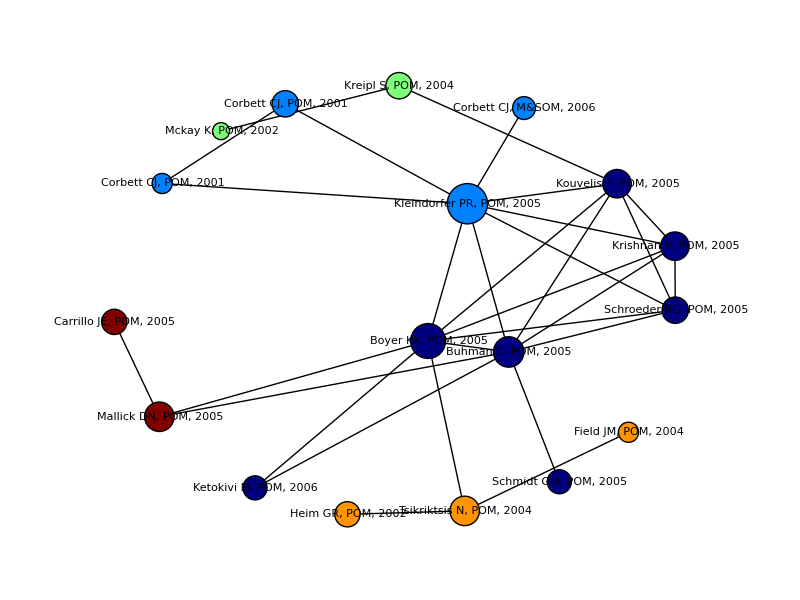 Kreipl S, POM, 2004
Corbett CJ, POM, 2001
Corbett CJ, M&SOM, 2006
Mckay K, POM, 2002
Corbett CJ, POM, 2001
Kouvelis P, POM, 2005
Kleindorfer PR, POM, 2005
Krishnan V, POM, 2005
Schroeder RG, POM, 2005
Carrillo JE, POM, 2005
Boyer KK, POM, 2005
Buhman C, POM, 2005
Mallick DN, POM, 2005
Field JM, POM, 2004
Schmidt GM, POM, 2005
Ketokivi M, POM, 2006
Heim GR, POM, 2002
Tsikriktsis N, POM, 2004